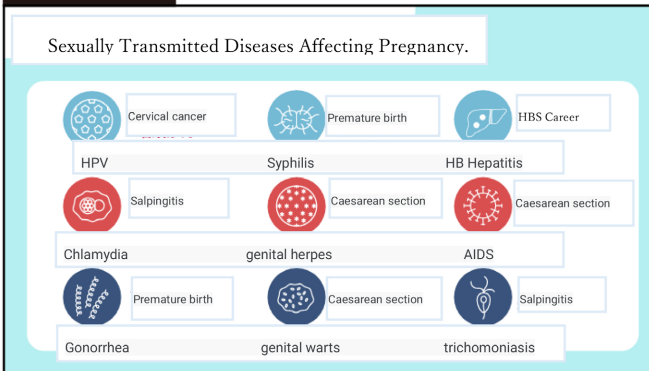 Sexually Transmitted Diseases Affecting Pregnancy.
Cervical cancer
Premature birth
HBS Career
HPV
Syphilis
HB Hepatitis
Salpingitis
Caesarean section
Caesarean section
Chlamydia
genital herpes
AIDS
Premature birth
Caesarean section
Salpingitis
Gonorrhea
genital warts
trichomoniasis